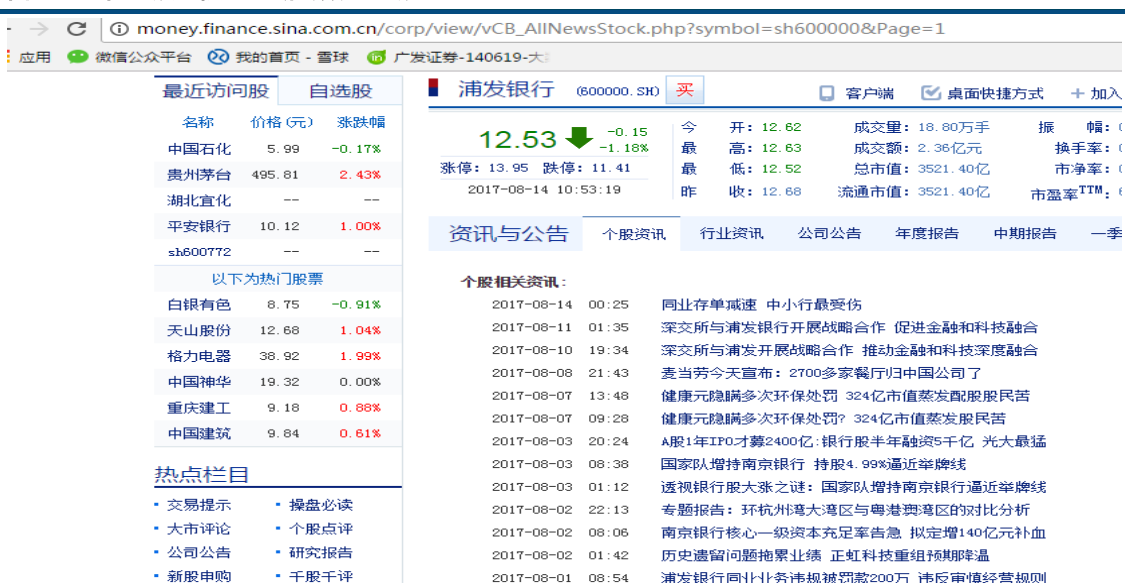 money.finance.sina.com.cn/corp/view/vCB_AllNewsStock.php?symbol=sh600000&Page=1
应用 微信公众平台 我的首页 - 雪球 广发证券-140619-大
最近访问股 自选股
名称 价格(元) 涨跌幅
中国石化 5.99 -0.17%
贵州茅台 495.81 2.43%
湖北宜化 -- --
平安银行 10.12 1.00%
sh600772 -- --
以下为热门股票
白银有色 8.75 -0.91%
天山股份 12.68 1.04%
格力电器 38.92 1.99%
中国神华 19.32 0.00%
重庆建工 9.18 0.88%
中国建筑 9.84 0.61%
热点栏目
· 交易提示 · 操盘必读
· 大市评论 · 个股点评
· 公司公告 · 研究报告
· 新股申购 · 千股千评
浦发银行 (600000.SH) 买 客户端 桌面快捷方式 + 加入
12.53 -0.15
-1.18%
涨停: 13.95 跌停: 11.41
2017-08-14 10:53:19
今 开: 12.62 成交量: 18.80万手 振 幅:
最 高: 12.63 成交额: 2.36亿元 换手率:
最 低: 12.52 总市值: 3521.40亿 市净率:
昨 收: 12.68 流通市值: 3521.40亿 市盈率TTM:
资讯与公告 个股资讯 行业资讯 公司公告 年度报告 中期报告 一季
个股相关资讯:
2017-08-14 00:25 同业存单减速 中小行最受伤
2017-08-11 01:35 深交所与浦发银行开展战略合作 促进金融和科技融合
2017-08-10 19:34 深交所与浦发开展战略合作 推动金融和科技深度融合
2017-08-08 21:43 麦当劳今天宣布: 2700多家餐厅归中国公司了
2017-08-07 13:48 健康元隐瞒多次环保处罚 324亿市值蒸发配股股民苦
2017-08-07 09:28 健康元隐瞒多次环保处罚? 324亿市值蒸发股民苦
2017-08-03 20:24 A股1年IPO才募2400亿:银行股半年融资5千亿 光大最猛
2017-08-03 08:38 国家队增持南京银行 持股4.99%逼近举牌线
2017-08-03 01:12 透视银行股大涨之谜: 国家队增持南京银行逼近举牌线
2017-08-02 22:13 专题报告: 环杭州湾大湾区与粤港澳湾区的对比分析
2017-08-02 08:06 南京银行核心一级资本充足率告急 拟定增140亿元补血
2017-08-02 01:42 历史遗留问题拖累业绩 正虹科技重组预期降温
2017-08-01 08:54 浦发银行同业业务违规被罚款200万 违反审慎经营规则